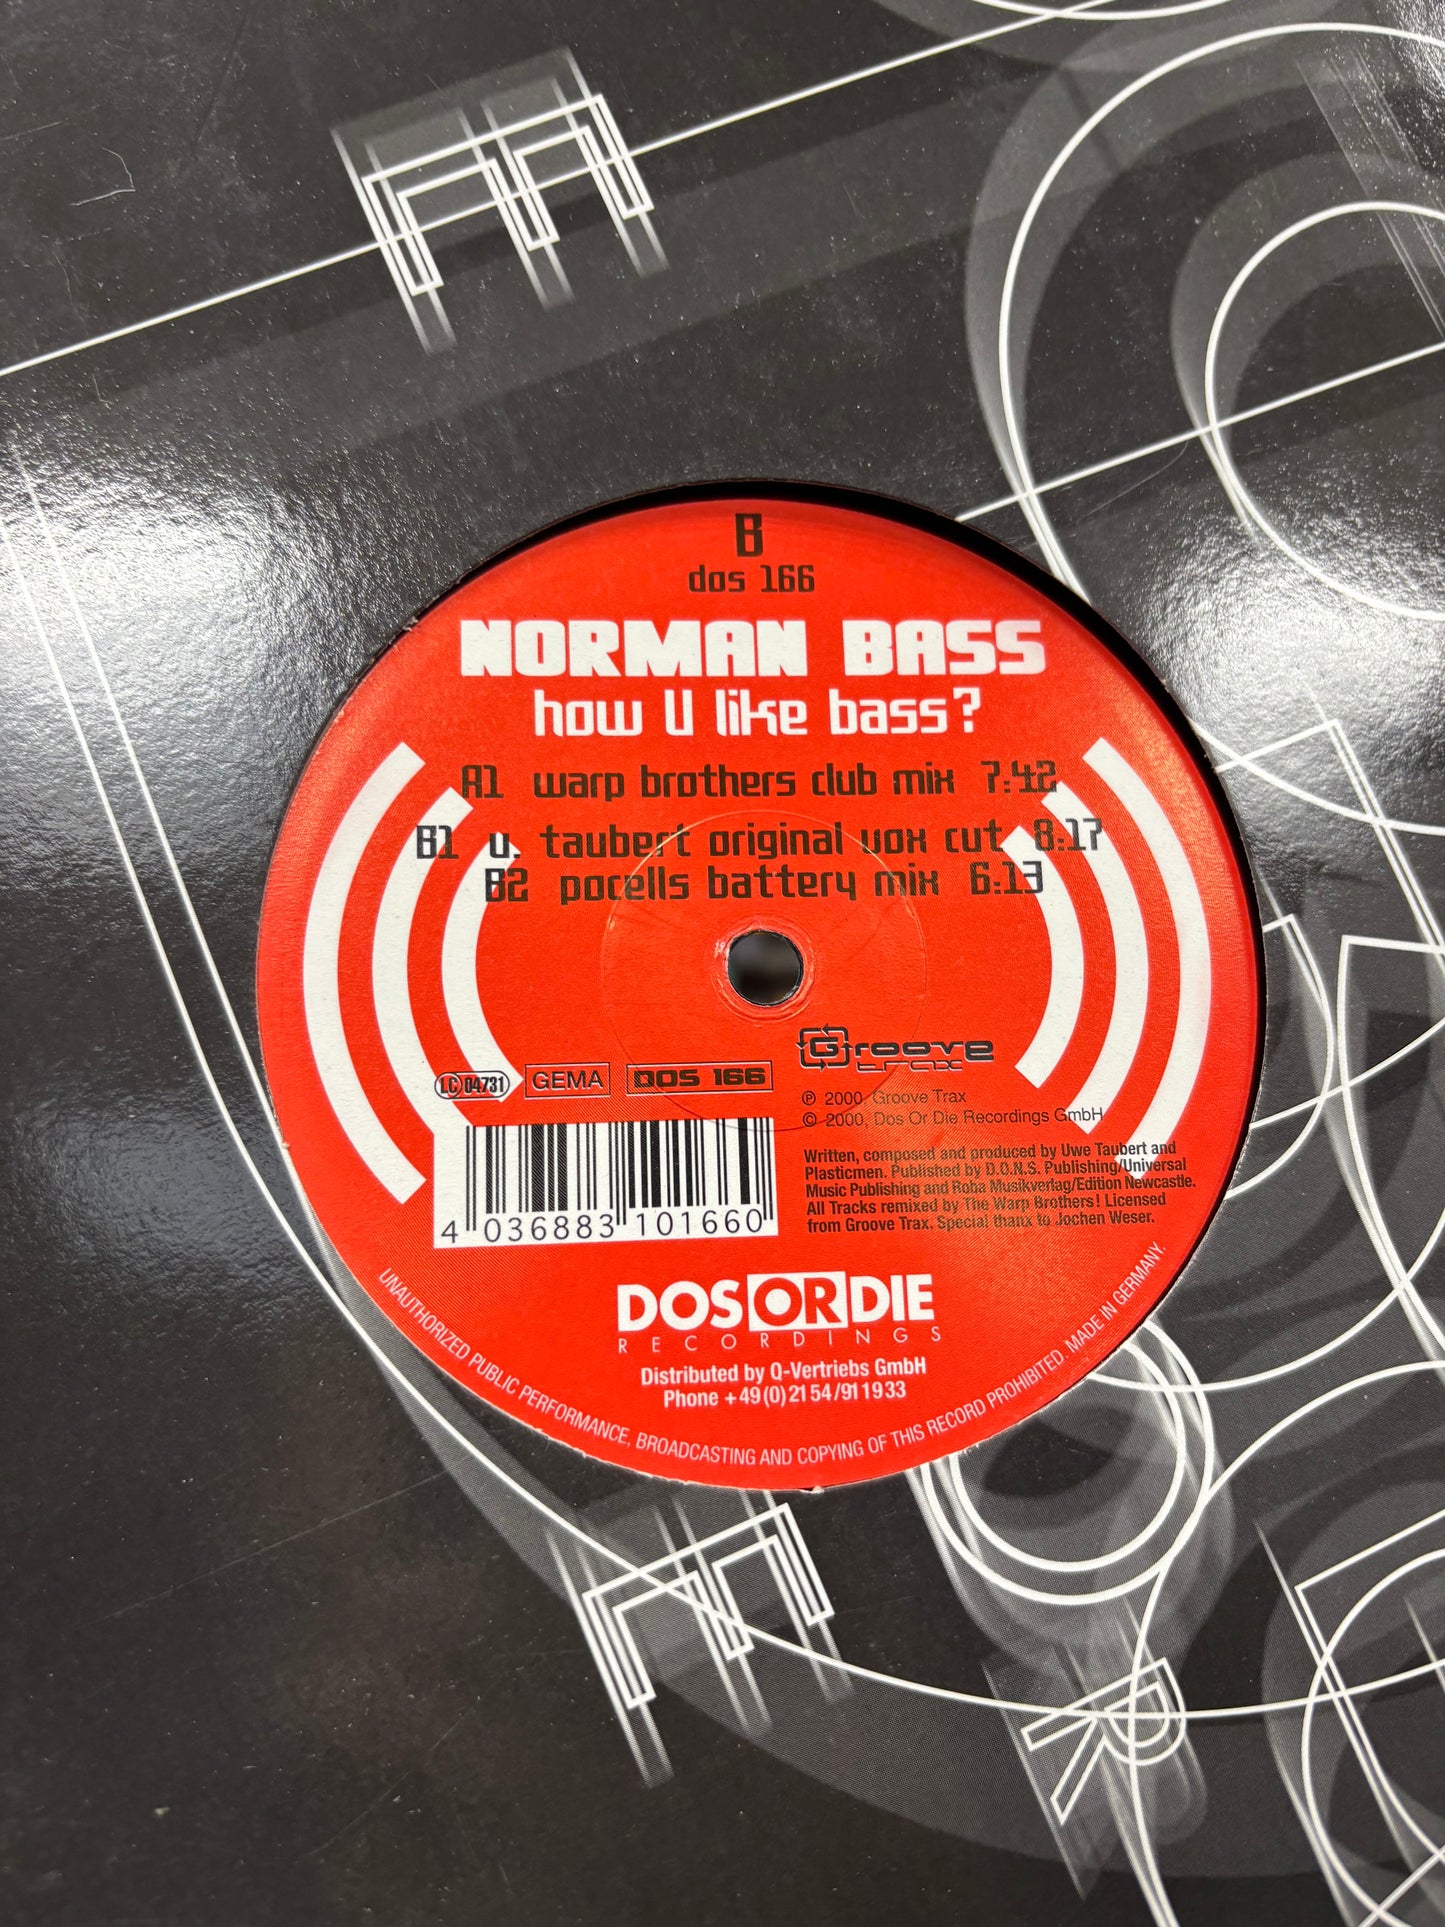 B
dos 166
NORMAN BASS
how U like bass?
A1 warp brothers club mix 7:42
B1 u. taubert original vox cut 8:17
B2 pocells battery mix 6:13
LC 04731 GEMA DOS 166
Groove
trax
℗ 2000, Groove Trax
© 2000, Dos Or Die Recordings GmbH
Written, composed and produced by Uwe Taubert and
Plasticmen. Published by D.O.N.S. Publishing/Universal
Music Publishing and Roba Musikverlag/Edition Newcastle.
All Tracks remixed by The Warp Brothers! Licensed
from Groove Trax. Special thanx to Jochen Weser.
4 036883 101660
DOS OR DIE
RECORDINGS
Distributed by Q-Vertriebs GmbH
Phone +49(0)2154/911933
UNAUTHORIZED PUBLIC PERFORMANCE, BROADCASTING AND COPYING OF THIS RECORD PROHIBITED. MADE IN GERMANY.